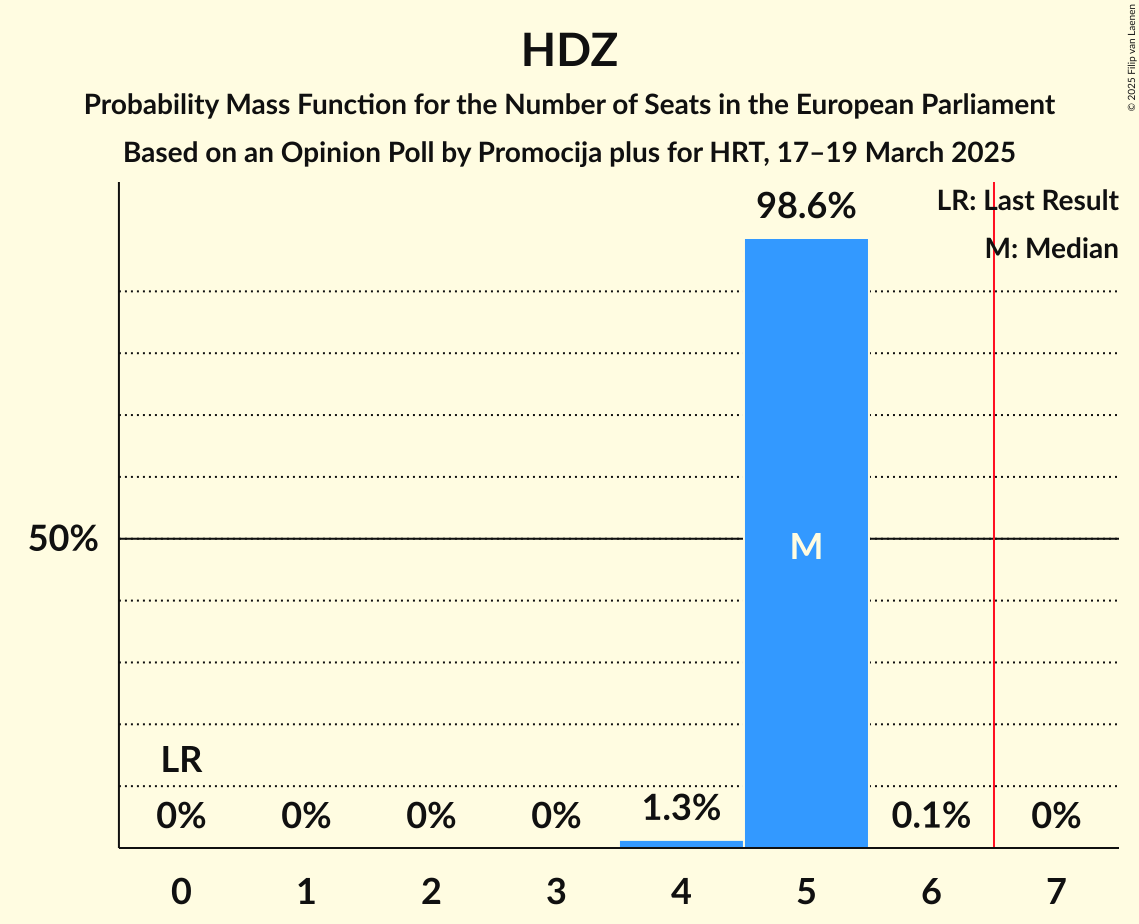 HDZ
Probability Mass Function for the Number of Seats in the European Parliament
Based on an Opinion Poll by Promocija plus for HRT, 17–19 March 2025
© 2025 Filip van Laenen
LR: Last Result
M: Median
98.6%
50%
M
LR
0% 0% 0% 0% 1.3% 0.1% 0%
0 1 2 3 4 5 6 7